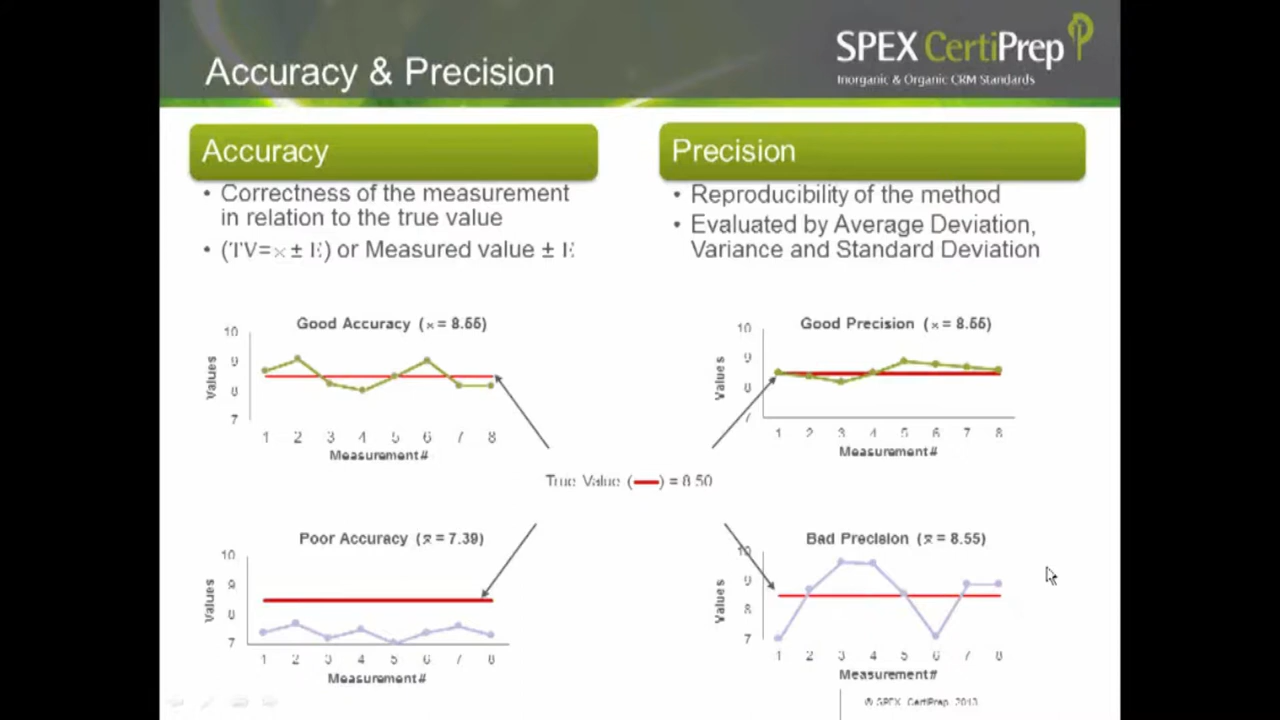 Accuracy & Precision
SPEX CertiPrep
Inorganic & Organic CRM Standards
Accuracy
• Correctness of the measurement
in relation to the true value
• (TV=x ± E) or Measured value ± E
Precision
• Reproducibility of the method
• Evaluated by Average Deviation,
Variance and Standard Deviation
Good Accuracy (x = 8.55)
10
9
8
7
Values
1 2 3 4 5 6 7 8
Measurement#
Good Precision (x = 8.55)
10
9
8
7
Values
1 2 3 4 5 6 7 8
Measurement#
True Value ( ) = 8.50
Poor Accuracy (x̄ = 7.39)
10
9
8
7
Values
1 2 3 4 5 6 7 8
Measurement#
Bad Precision (x̄ = 8.55)
10
9
8
7
Values
1 2 3 4 5 6 7 8
Measurement#
© SPEX CertiPrep 2013